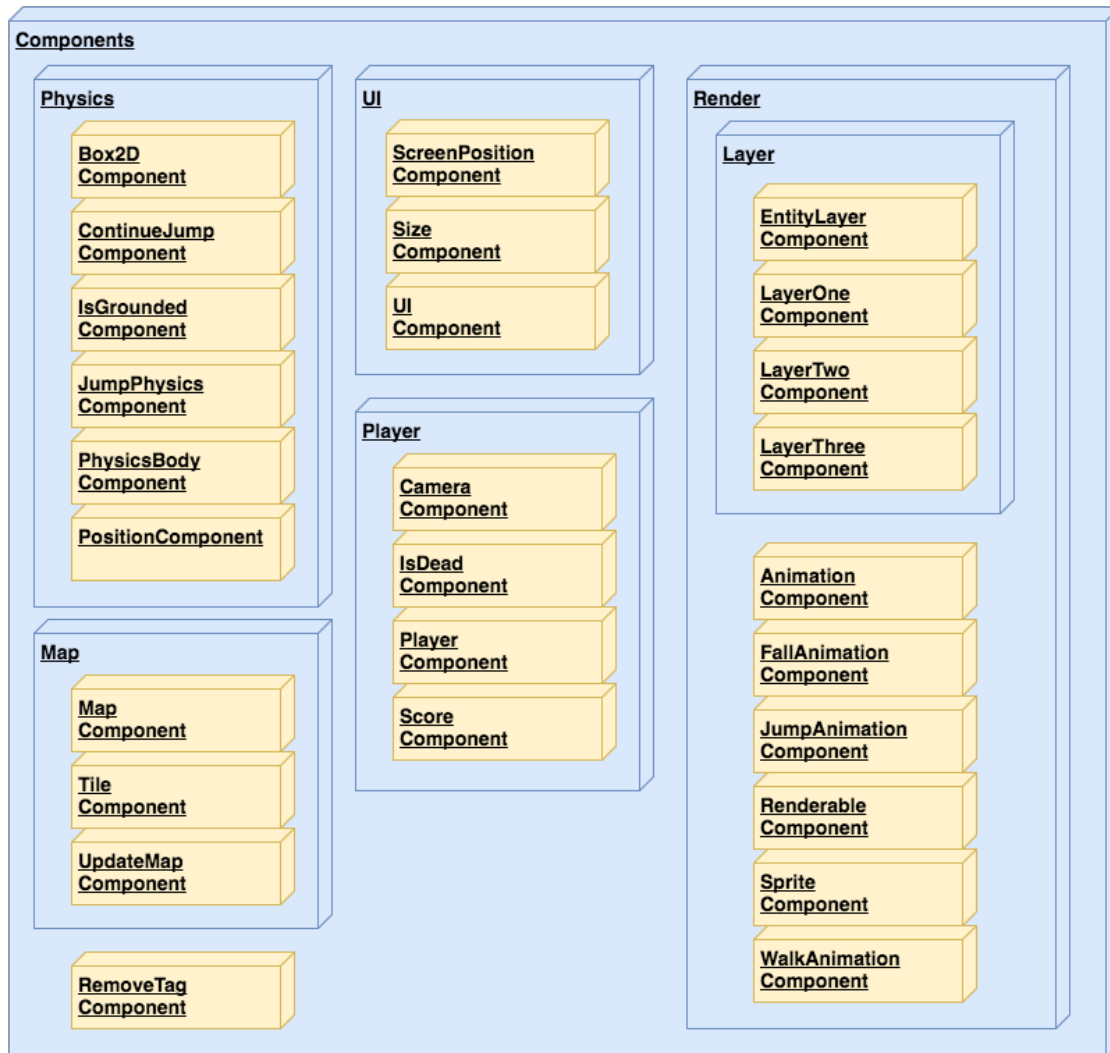 Components
Physics
Box2D
Component
ContinueJump
Component
IsGrounded
Component
JumpPhysics
Component
PhysicsBody
Component
PositionComponent
Map
Map
Component
Tile
Component
UpdateMap
Component
RemoveTag
Component
UI
ScreenPosition
Component
Size
Component
UI
Component
Player
Camera
Component
IsDead
Component
Player
Component
Score
Component
Render
Layer
EntityLayer
Component
LayerOne
Component
LayerTwo
Component
LayerThree
Component
Animation
Component
FallAnimation
Component
JumpAnimation
Component
Renderable
Component
Sprite
Component
WalkAnimation
Component